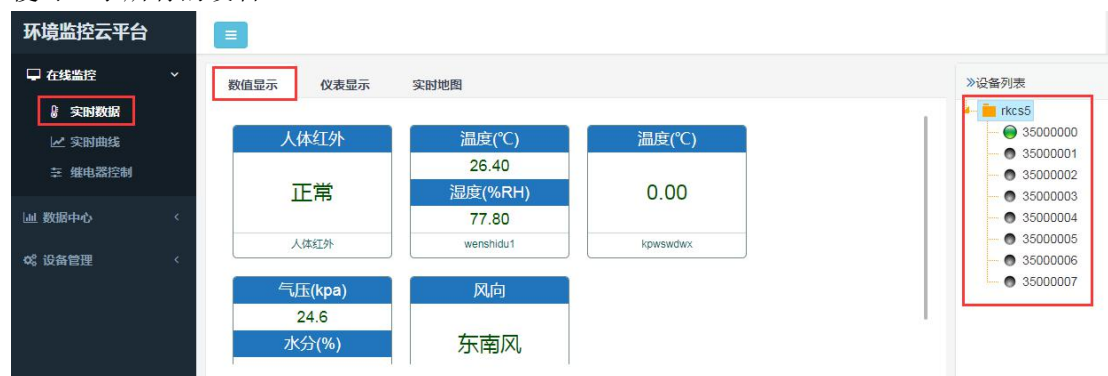 环境监控云平台
在线监控
实时数据
实时曲线
继电器控制
数据中心
设备管理
数值显示 仪表显示 实时地图
人体红外 温度(℃) 温度(℃)
26.40
正常 湿度(%RH) 0.00
77.80
人体红外 wenshidu1 kpwswdwx
气压(kpa) 风向
24.6
水分(%) 东南风
»设备列表
rkcs5
35000000
35000001
35000002
35000003
35000004
35000005
35000006
35000007